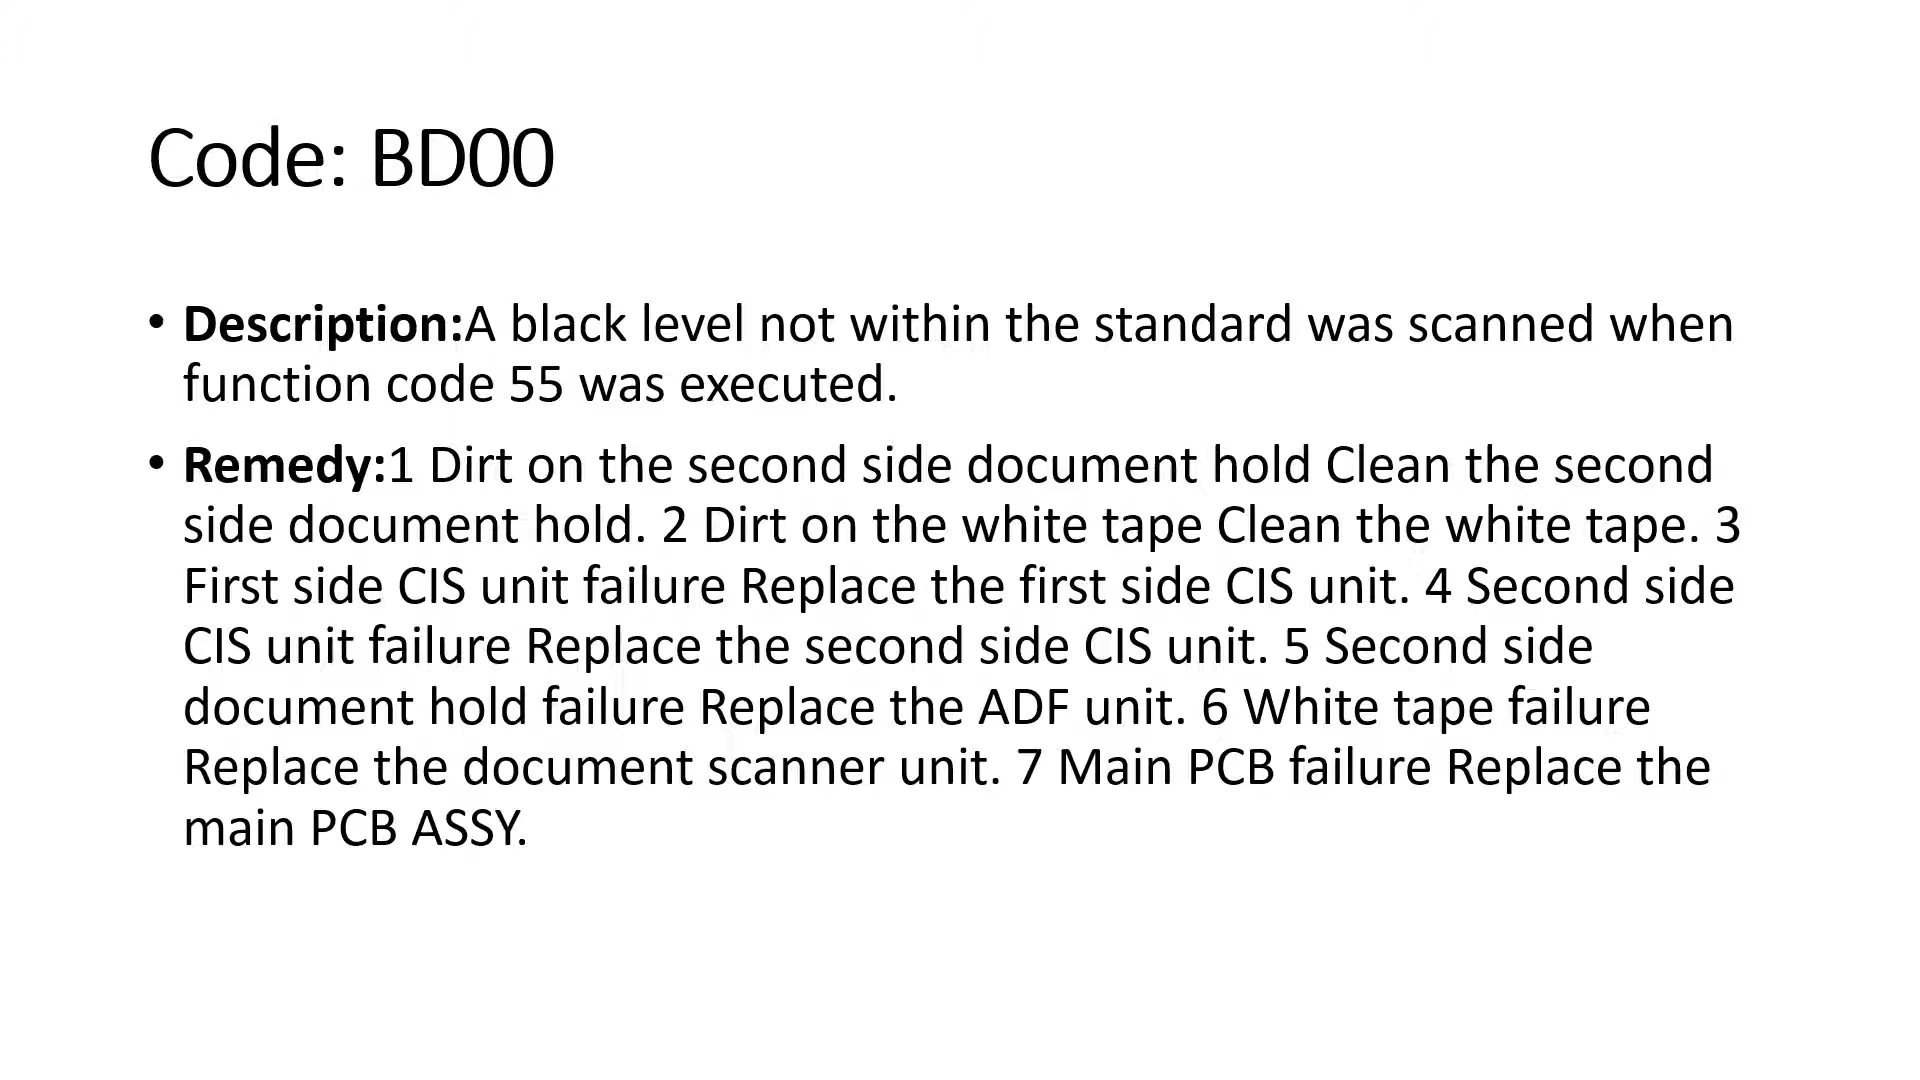 Code: BD00
• Description:A black level not within the standard was scanned when
function code 55 was executed.
• Remedy:1 Dirt on the second side document hold Clean the second
side document hold. 2 Dirt on the white tape Clean the white tape. 3
First side CIS unit failure Replace the first side CIS unit. 4 Second side
CIS unit failure Replace the second side CIS unit. 5 Second side
document hold failure Replace the ADF unit. 6 White tape failure
Replace the document scanner unit. 7 Main PCB failure Replace the
main PCB ASSY.